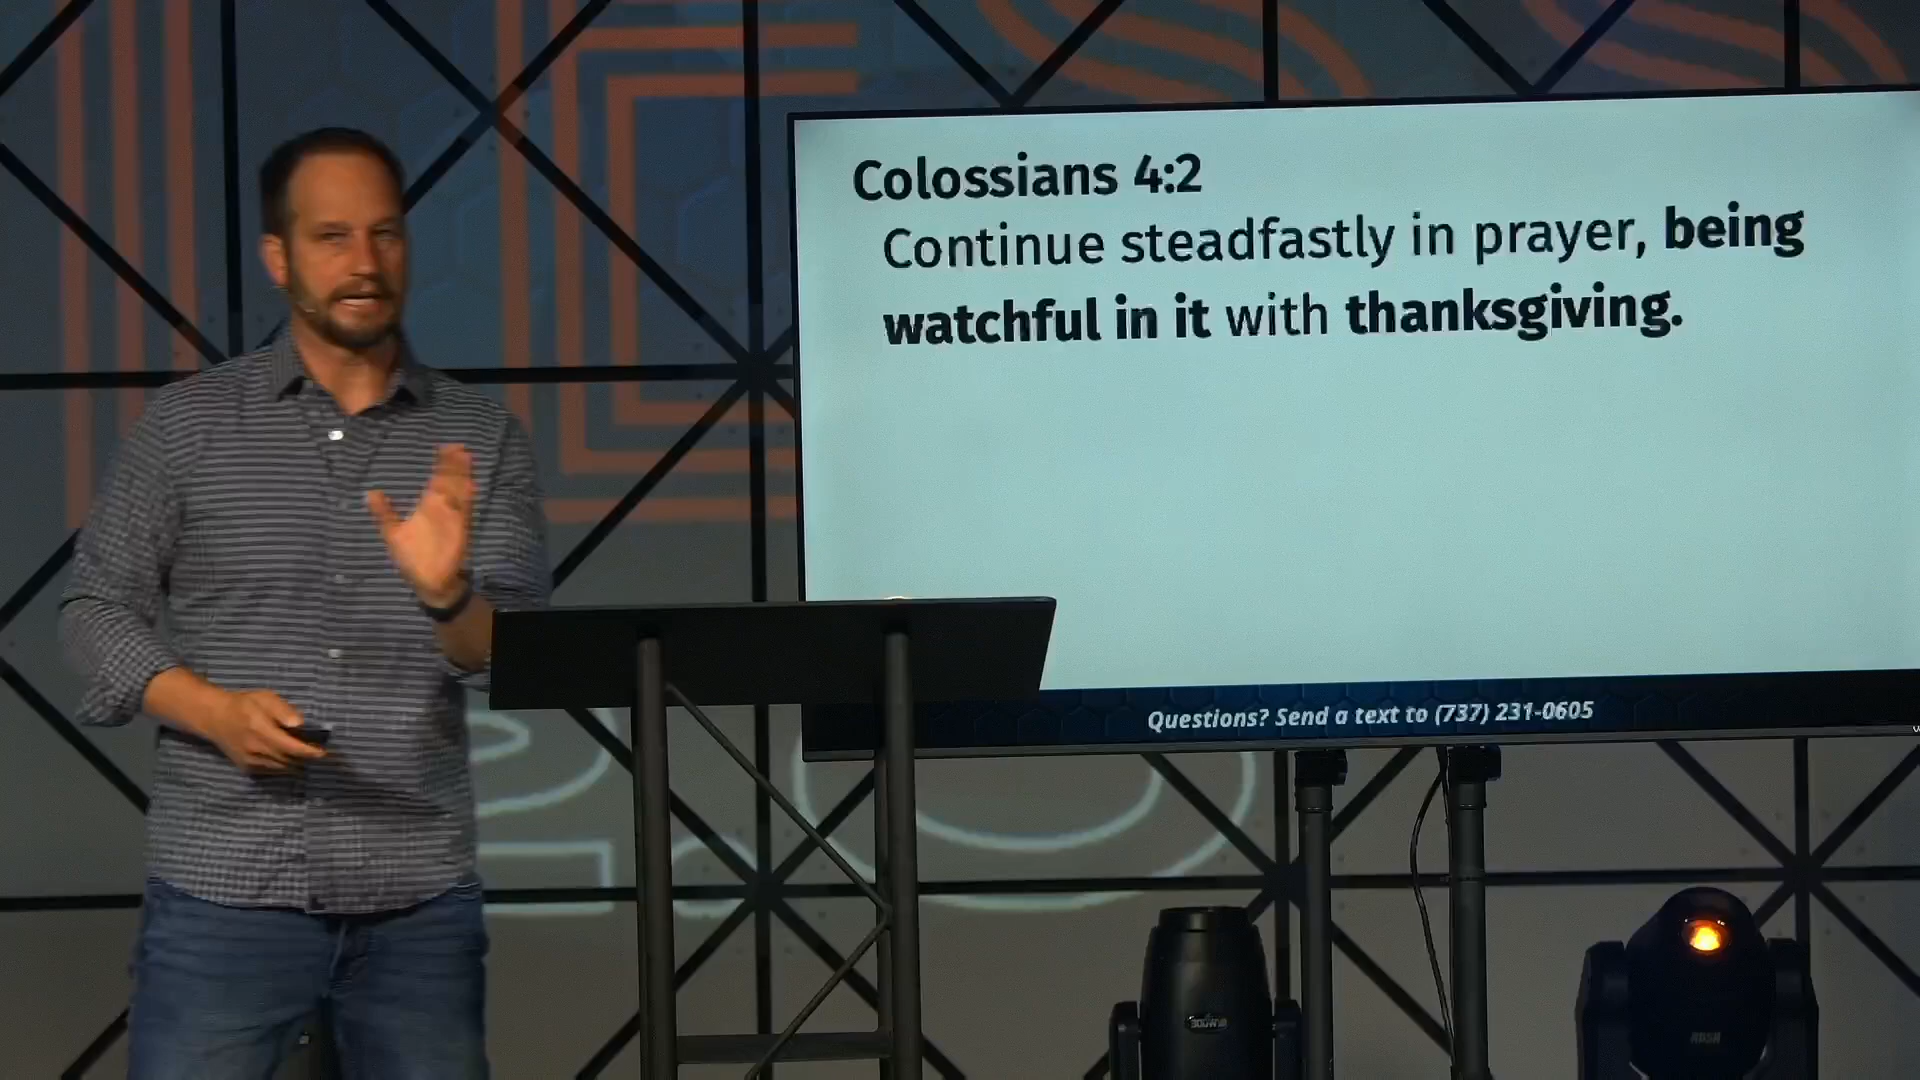 Colossians 4:2
Continue steadfastly in prayer, being
watchful in it with thanksgiving.
Questions? Send a text to (737) 231-0605